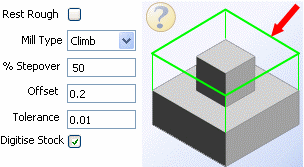 Rest Rough
Mill Type Climb
% Stepover 50
Offset 0.2
Tolerance 0.01
Digitise Stock
?